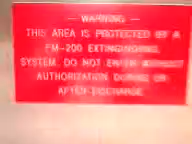 — WARNING —
THIS AREA IS PROTECTED BY A
FM-200 EXTINGUISHING
SYSTEM. DO NOT ENTER WITHOUT
AUTHORIZATION DURING OR
AFTER DISCHARGE